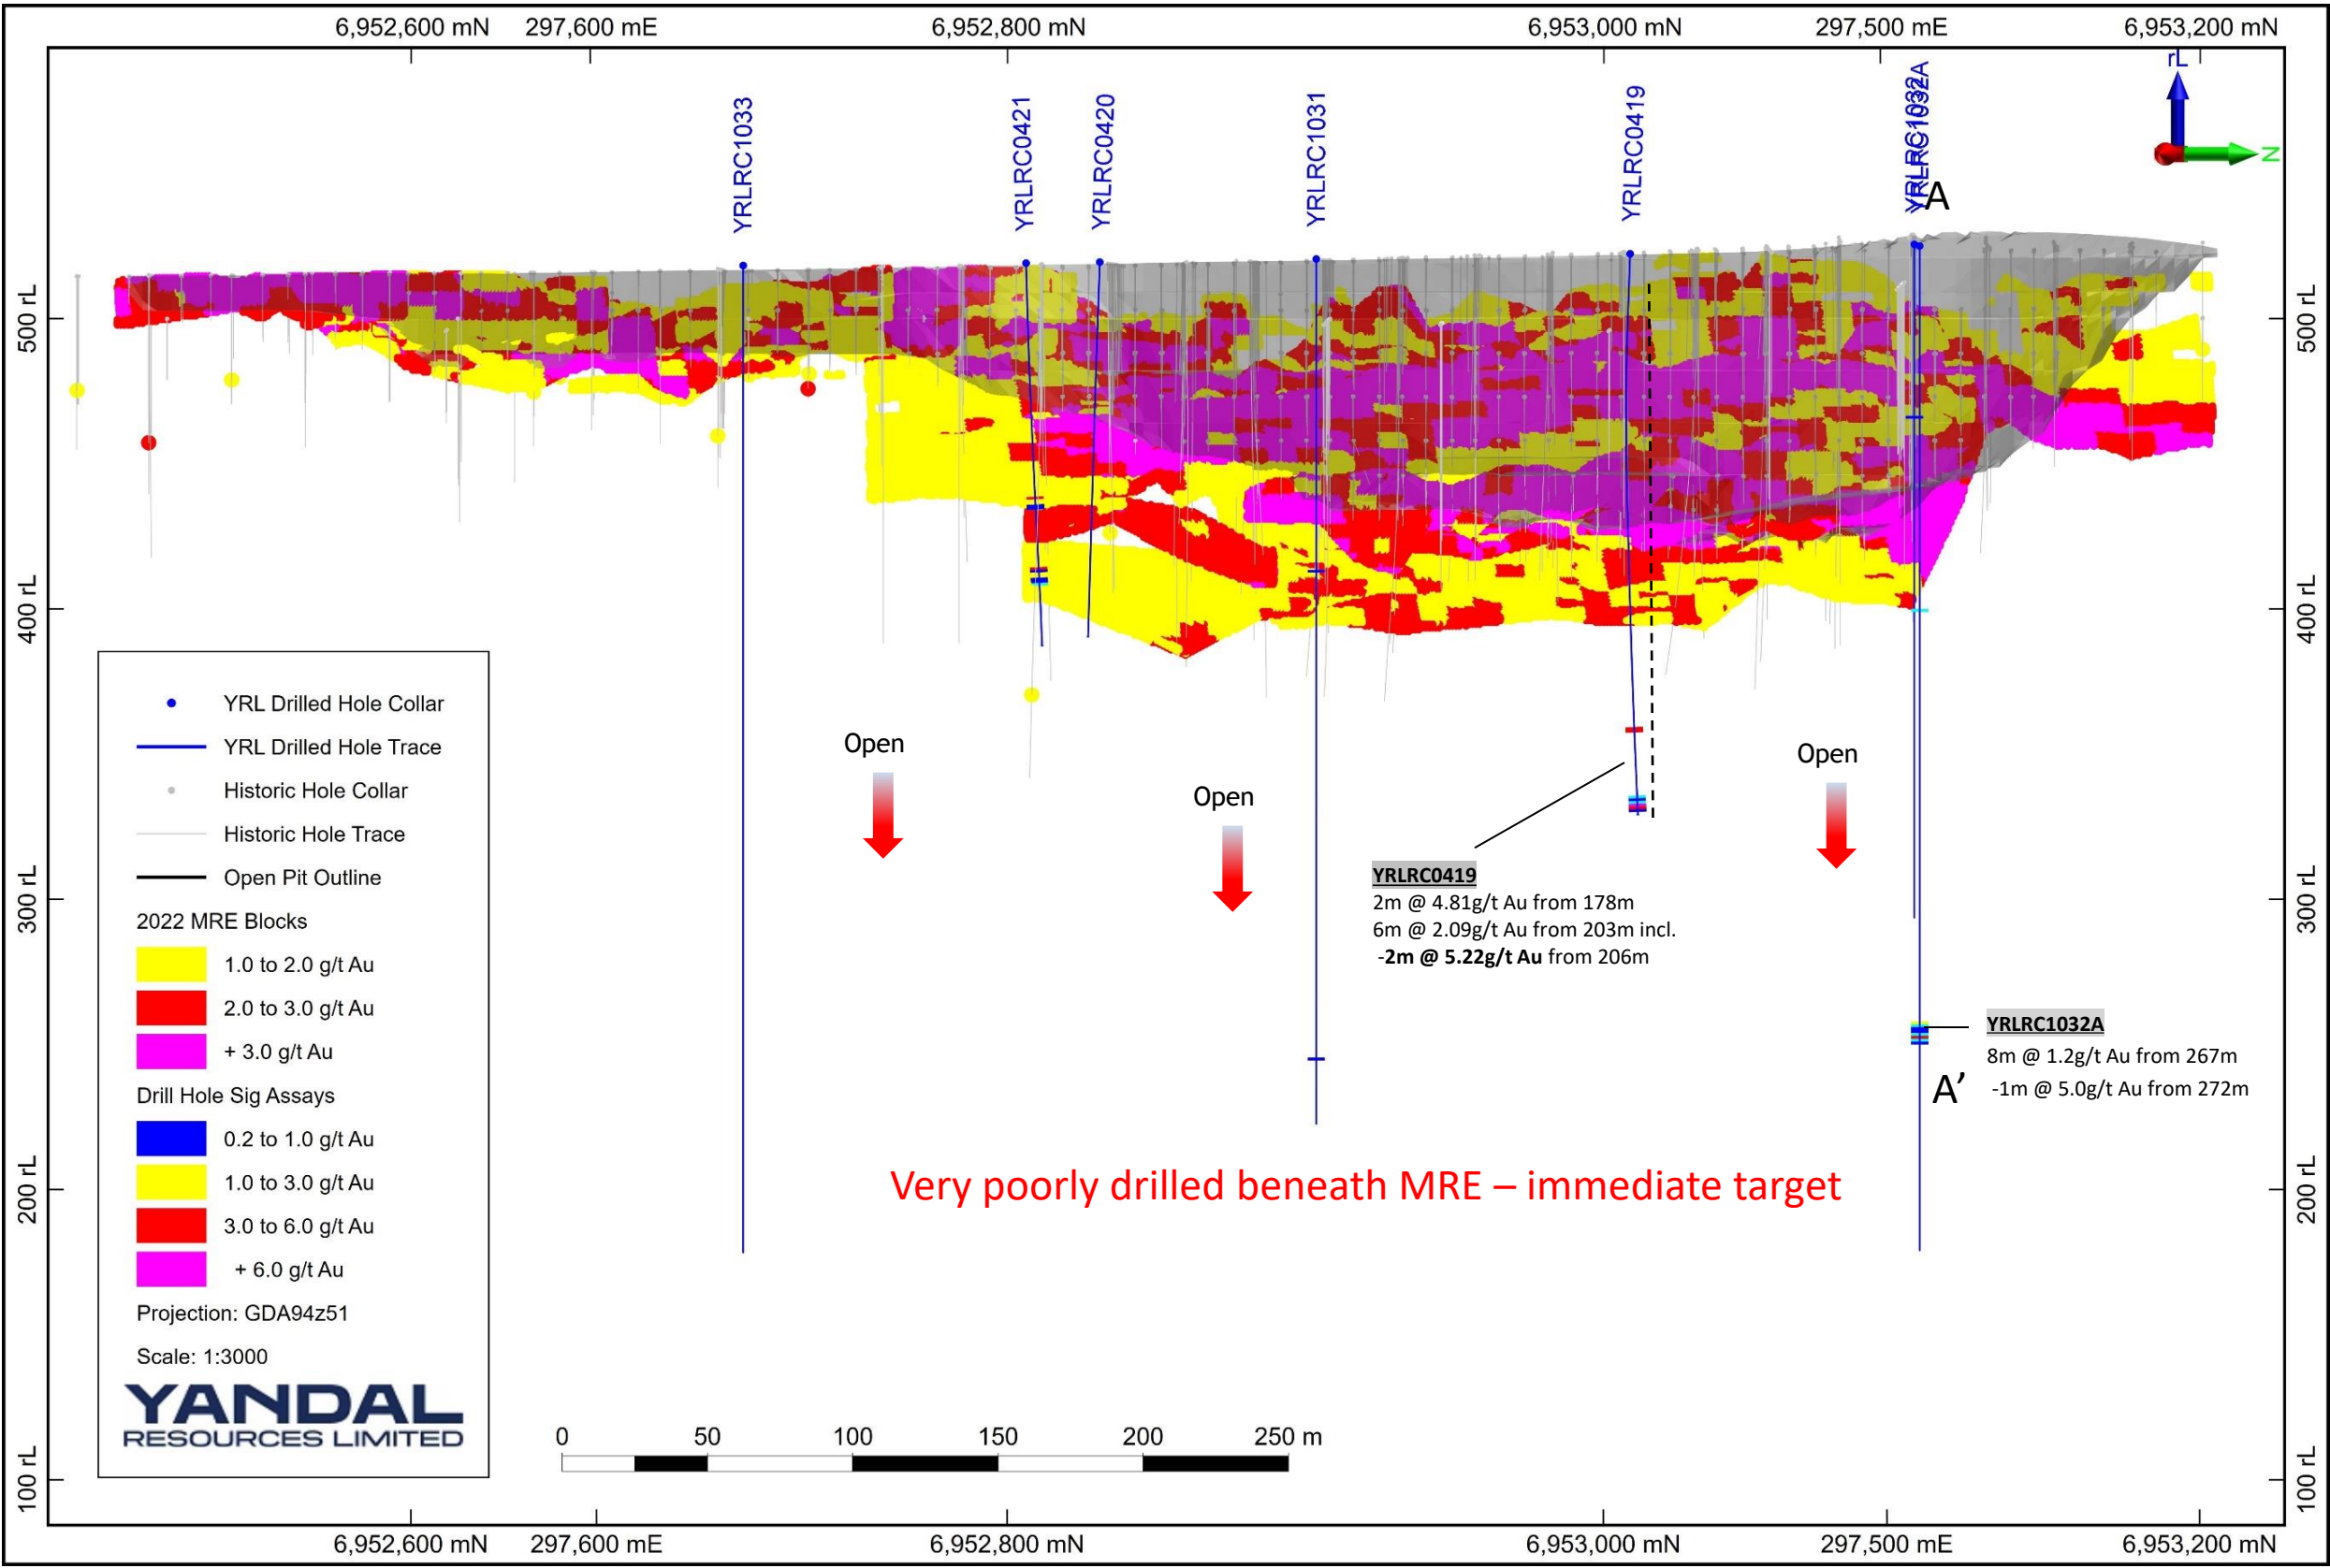 6,952,600 mN 297,600 mE 6,952,800 mN 6,953,000 mN 297,500 mE 6,953,200 mN
rL
N
YRLRC1033
YRLRC0421
YRLRC0420
YRLRC1031
YRLRC0419
YRLRC1032
YRLRC1032A
A
500 rL
500 rL
400 rL
400 rL
300 rL
300 rL
200 rL
200 rL
100 rL
100 rL
Open
Open
Open
YRLRC0419
2m @ 4.81g/t Au from 178m
6m @ 2.09g/t Au from 203m incl.
-2m @ 5.22g/t Au from 206m
YRLRC1032A
8m @ 1.2g/t Au from 267m
-1m @ 5.0g/t Au from 272m
A’
Very poorly drilled beneath MRE – immediate target
YRL Drilled Hole Collar
YRL Drilled Hole Trace
Historic Hole Collar
Historic Hole Trace
Open Pit Outline
2022 MRE Blocks
1.0 to 2.0 g/t Au
2.0 to 3.0 g/t Au
+ 3.0 g/t Au
Drill Hole Sig Assays
0.2 to 1.0 g/t Au
1.0 to 3.0 g/t Au
3.0 to 6.0 g/t Au
+ 6.0 g/t Au
Projection: GDA94z51
Scale: 1:3000
YANDAL
RESOURCES LIMITED
0 50 100 150 200 250 m
6,952,600 mN 297,600 mE 6,952,800 mN 6,953,000 mN 297,500 mE 6,953,200 mN